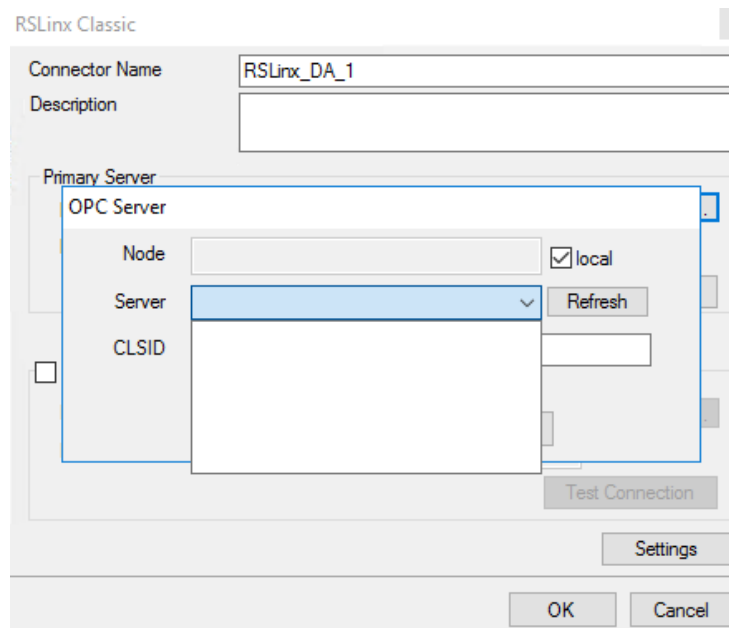 RSLinx Classic
Connector Name RSLinx_DA_1
Description
Primary Server
OPC Server
Node local
Server Refresh
CLSID
Test Connection
Settings
OK Cancel